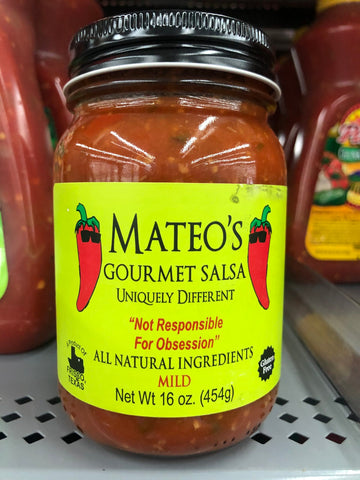 MATEO'S
GOURMET SALSA
UNIQUELY DIFFERENT
"Not Responsible
For Obsession"
ALL NATURAL INGREDIENTS
MILD
Net Wt 16 oz. (454g)
Gluten
Free
TEXAS